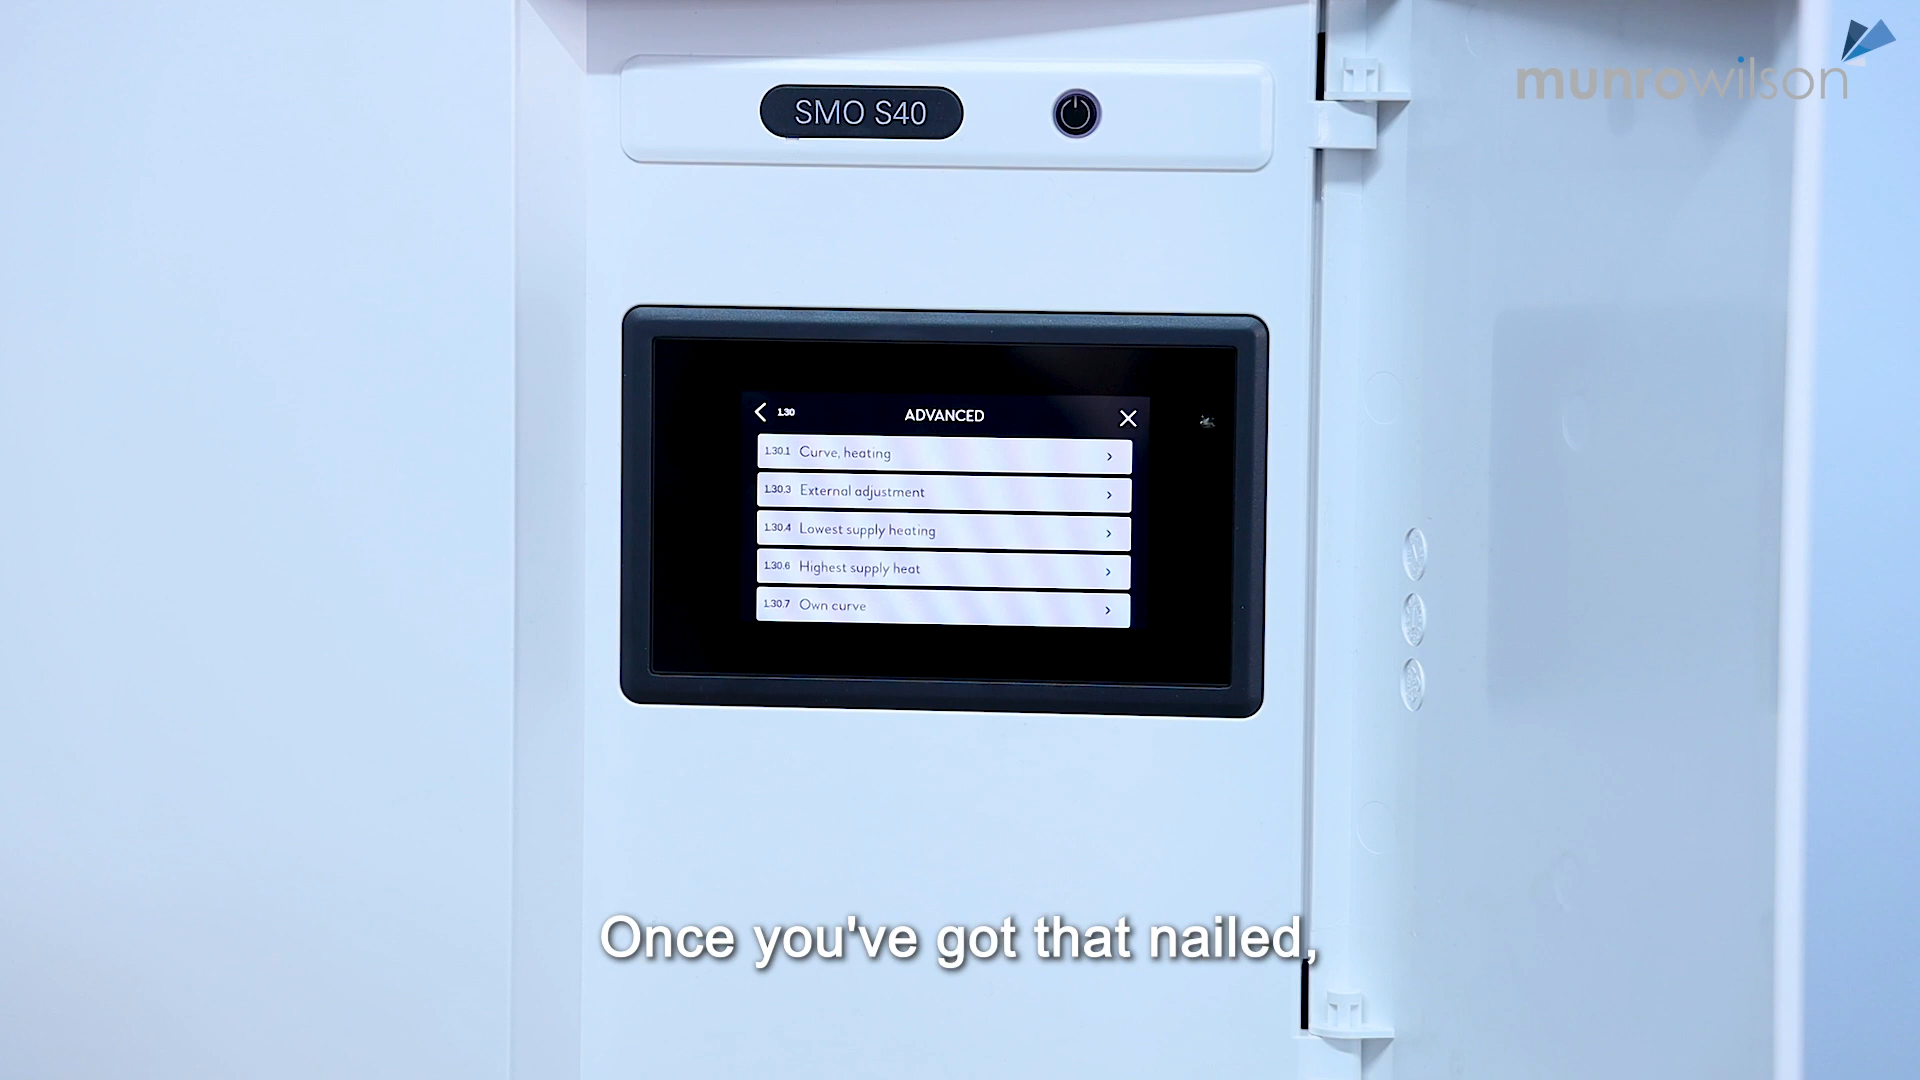 munrowilson
SMO S40
1.30 ADVANCED
1.30.1 Curve, heating
1.30.3 External adjustment
1.30.4 Lowest supply heating
1.30.6 Highest supply heat
1.30.7 Own curve
Once you've got that nailed,